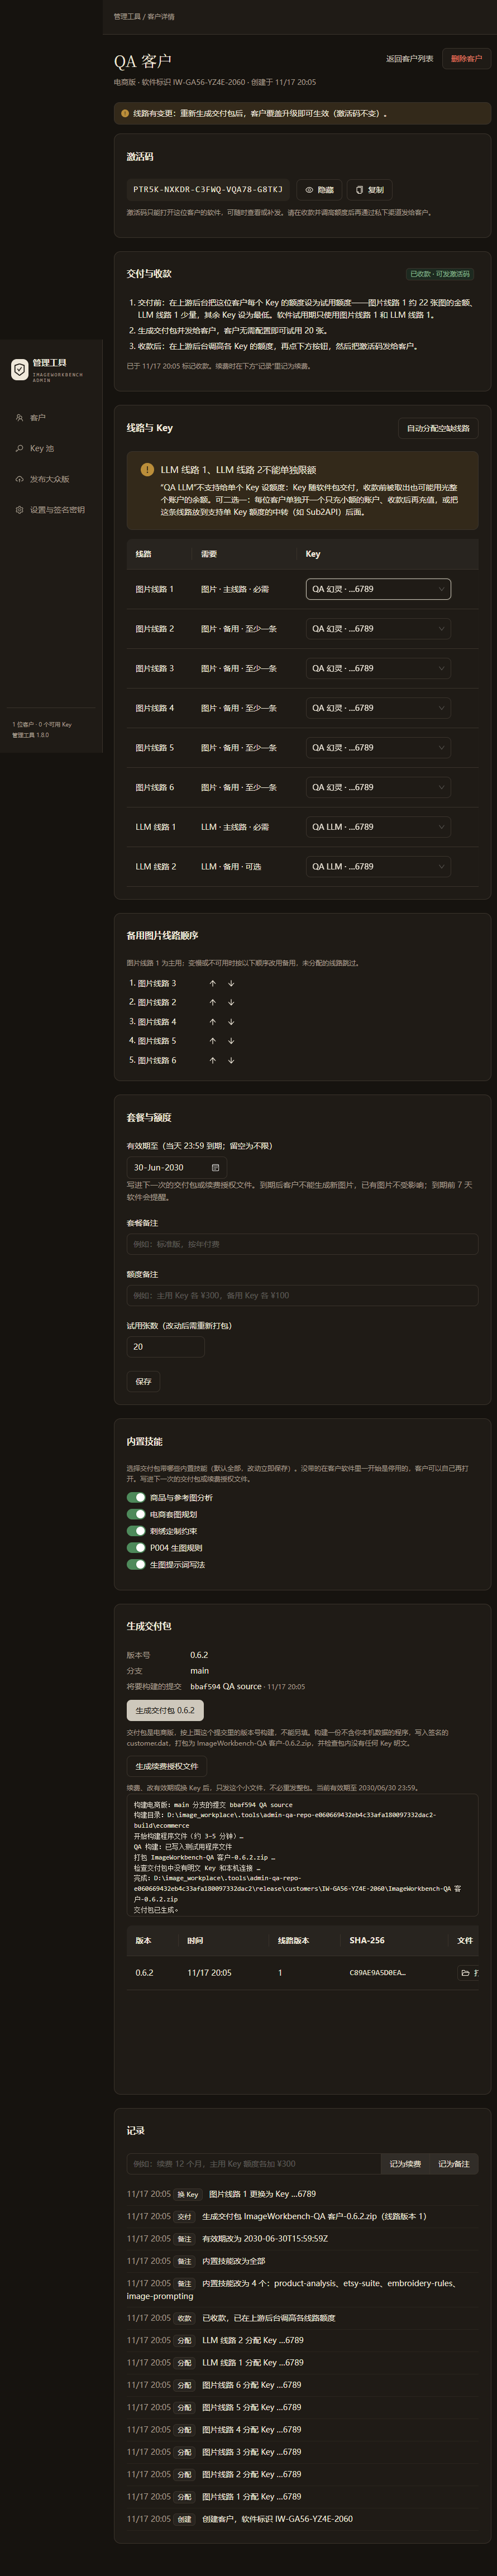 管理工具 / 客户详情
QA 客户
返回客户列表
删除客户
电商版 · 软件标识 IW-GA56-YZ4E-2060 · 创建于 11/17 20:05
线路有变更：重新生成交付包后，客户覆盖升级即可生效（激活码不变）。
激活码
PTR5K-NXKDR-C3FWQ-VQA78-G8TKJ
隐藏
复制
激活码只能打开这位客户的软件，可随时查看或补发。请在收款并调高额度后再通过私下渠道发给客户。
交付与收款
已收款 · 可发激活码
1. 交付前：在上游后台把这位客户每个 Key 的额度设为试用额度——图片线路 1 约 22 张图的金额、
LLM 线路 1 少量，其余 Key 设为最低。软件试用期只使用图片线路 1 和 LLM 线路 1。
2. 生成交付包并发给客户，客户无需配置即可试用 20 张。
3. 收款后：在上游后台调高各 Key 的额度，再点下方按钮，然后把激活码发给客户。
已于 11/17 20:05 标记收款。续费时在下方“记录”里记为续费。
管理工具
IMAGEWORKBENCH
ADMIN
客户
Key 池
发布大众版
设置与签名密钥
1 位客户 · 0 个可用 Key
管理工具 1.8.0
线路与 Key
自动分配空缺线路
LLM 线路 1、LLM 线路 2不能单独限额
“QA LLM”不支持给单个 Key 设额度：Key 随软件包交付，收款前被取出也可能用光整
个账户的余额。可二选一：每位客户单独开一个只充小额的账户、收款后再充值，或把
这条线路放到支持单 Key 额度的中转（如 Sub2API）后面。
线路
需要
Key
图片线路 1
图片 · 主线路 · 必需
QA 幻灵 · ...6789
图片线路 2
图片 · 备用 · 至少一条
QA 幻灵 · ...6789
图片线路 3
图片 · 备用 · 至少一条
QA 幻灵 · ...6789
图片线路 4
图片 · 备用 · 至少一条
QA 幻灵 · ...6789
图片线路 5
图片 · 备用 · 至少一条
QA 幻灵 · ...6789
图片线路 6
图片 · 备用 · 至少一条
QA 幻灵 · ...6789
LLM 线路 1
LLM · 主线路 · 必需
QA LLM · ...6789
LLM 线路 2
LLM · 备用 · 可选
QA LLM · ...6789
备用图片线路顺序
图片线路 1 为主用；变慢或不可用时按以下顺序改用备用，未分配的线路跳过。
1. 图片线路 3
2. 图片线路 2
3. 图片线路 4
4. 图片线路 5
5. 图片线路 6
套餐与额度
有效期至（当天 23:59 到期；留空为不限）
30-Jun-2030
写进下一次的交付包或续费授权文件。到期后客户不能生成新图片，已有图片不受影响；到期前 7 天
软件会提醒。
套餐备注
例如：标准版，按年付费
额度备注
例如：主用 Key 各 ¥300，备用 Key 各 ¥100
试用张数（改动后需重新打包）
20
保存
内置技能
选择交付包带哪些内置技能（默认全部，改动立即保存）。没带的在客户软件里一开始是停用的，客户可以自己再打
开。写进下一次的交付包或续费授权文件。
商品与参考图分析
电商套图规划
刺绣定制约束
P004 生图规则
生图提示词写法
生成交付包
版本号
0.6.2
分支
main
将要构建的提交
bbaf594 QA source · 11/17 20:05
生成交付包 0.6.2
交付包是电商版，按上面这个提交里的版本号构建，不能另填。构建一份不含你本机数据的程序，写入签名的
customer.dat，打包为 ImageWorkbench-QA 客户-0.6.2.zip，并检查包内没有任何 Key 明文。
生成续费授权文件
续费、改有效期或换 Key 后，只发这个小文件，不必重发整包。当前有效期至 2030/06/30 23:59。
构建电商版：main 分支的提交 bbaf594 QA source
构建目录：D:\image_workplace\.tools\admin-qa-repo-e060669432eb4c33afa180097332dac2-
build\ecommerce
开始构建程序文件（约 3–5 分钟）…
QA 构建：已写入测试用程序文件
打包 ImageWorkbench-QA 客户-0.6.2.zip …
检查交付包中没有明文 Key 和本机连接 …
完成：D:\image_workplace\.tools\admin-qa-repo-
e060669432eb4c33afa180097332dac2\release\customers\IW-GA56-YZ4E-2060\ImageWorkbench-QA 客
户-0.6.2.zip
交付包已生成。
版本
时间
线路版本
SHA-256
文件
0.6.2
11/17 20:05
1
C89AE9A5D0EA…
记录
例如：续费 12 个月，主用 Key 额度各加 ¥300
记为续费
记为备注
11/17 20:05 换 Key 图片线路 1 更换为 Key ...6789
11/17 20:05 交付 生成交付包 ImageWorkbench-QA 客户-0.6.2.zip（线路版本 1）
11/17 20:05 备注 有效期改为 2030-06-30T15:59:59Z
11/17 20:05 备注 内置技能改为全部
11/17 20:05 备注 内置技能改为 4 个：product-analysis、etsy-suite、embroidery-rules、
image-prompting
11/17 20:05 收款 已收款，已在上游后台调高各线路额度
11/17 20:05 分配 LLM 线路 2 分配 Key ...6789
11/17 20:05 分配 LLM 线路 1 分配 Key ...6789
11/17 20:05 分配 图片线路 6 分配 Key ...6789
11/17 20:05 分配 图片线路 5 分配 Key ...6789
11/17 20:05 分配 图片线路 4 分配 Key ...6789
11/17 20:05 分配 图片线路 3 分配 Key ...6789
11/17 20:05 分配 图片线路 2 分配 Key ...6789
11/17 20:05 分配 图片线路 1 分配 Key ...6789
11/17 20:05 创建 创建客户，软件标识 IW-GA56-YZ4E-2060